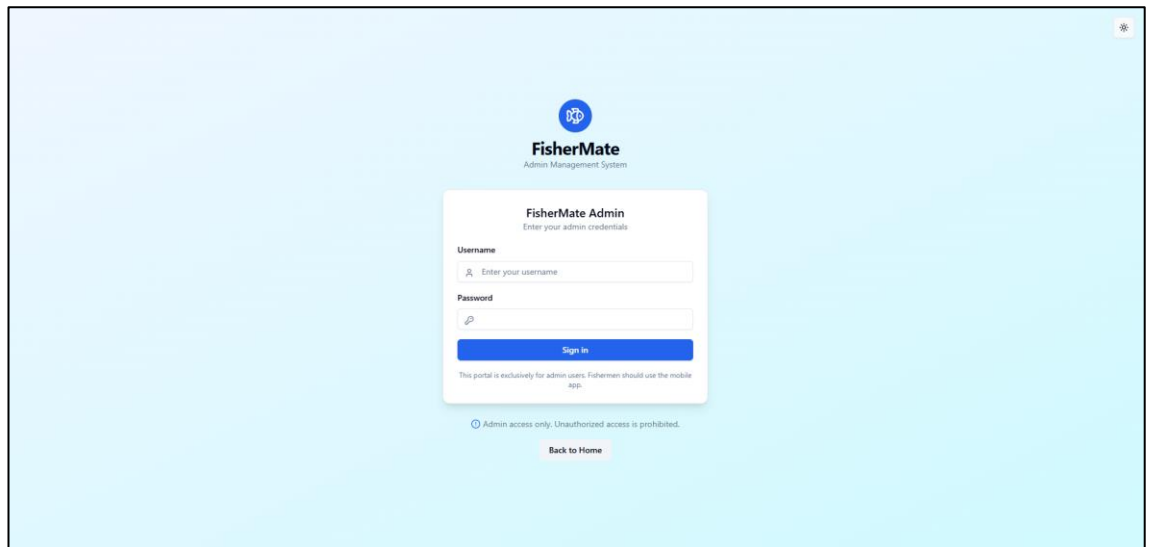 FisherMate
Admin Management System
FisherMate Admin
Enter your admin credentials
Username
Enter your username
Password
Sign in
This portal is exclusively for admin users. Fishermen should use the mobile
app.
Admin access only. Unauthorized access is prohibited.
Back to Home